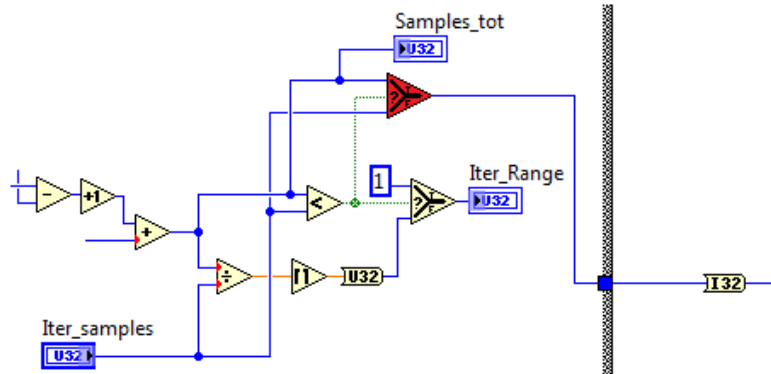 Samples_tot
U32
?
T
F
1
Iter_Range
-
+1
<
?
T
F
U32
+
÷
U32
I32
Iter_samples
U32